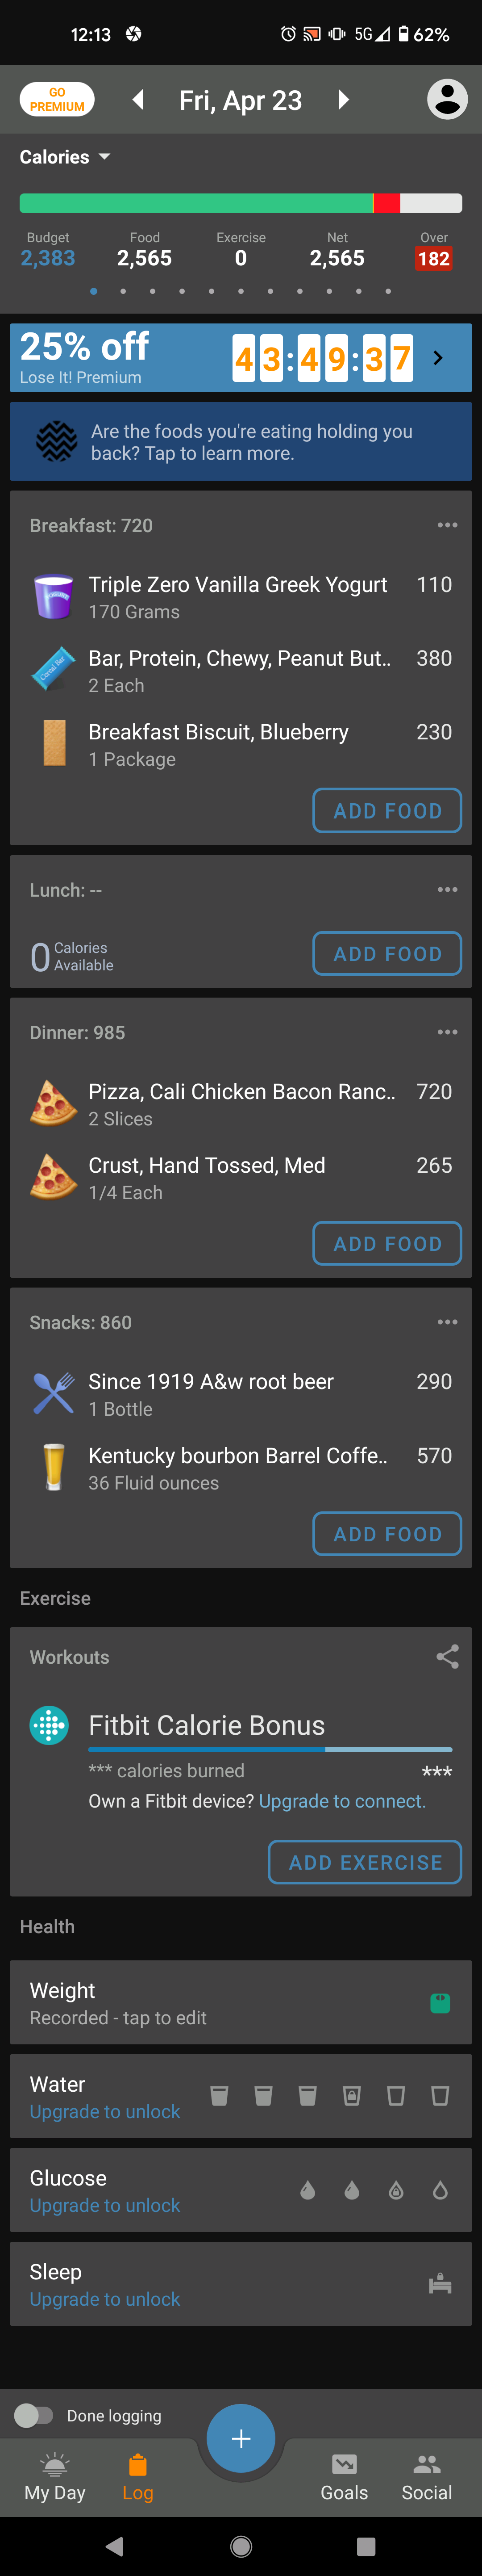 12:13
5G
62%
GO
PREMIUM
Fri, Apr 23
Calories
Budget
2,383
Food
2,565
Exercise
0
Net
2,565
Over
182
25% off
Lose It! Premium
43:49:37
Are the foods you're eating holding you
back? Tap to learn more.
Breakfast: 720
Triple Zero Vanilla Greek Yogurt 110
170 Grams
Cereal Bar
Bar, Protein, Chewy, Peanut But.. 380
2 Each
Breakfast Biscuit, Blueberry 230
1 Package
ADD FOOD
Lunch: --
0 Calories
Available
ADD FOOD
Dinner: 985
Pizza, Cali Chicken Bacon Ranc.. 720
2 Slices
Crust, Hand Tossed, Med 265
1/4 Each
ADD FOOD
Snacks: 860
Since 1919 A&w root beer 290
1 Bottle
Kentucky bourbon Barrel Coffe.. 570
36 Fluid ounces
ADD FOOD
Exercise
Workouts
Fitbit Calorie Bonus
*** calories burned ***
Own a Fitbit device? Upgrade to connect.
ADD EXERCISE
Health
Weight
Recorded - tap to edit
Water
Upgrade to unlock
Glucose
Upgrade to unlock
Sleep
Upgrade to unlock
Done logging
+
My Day
Log
Goals
Social